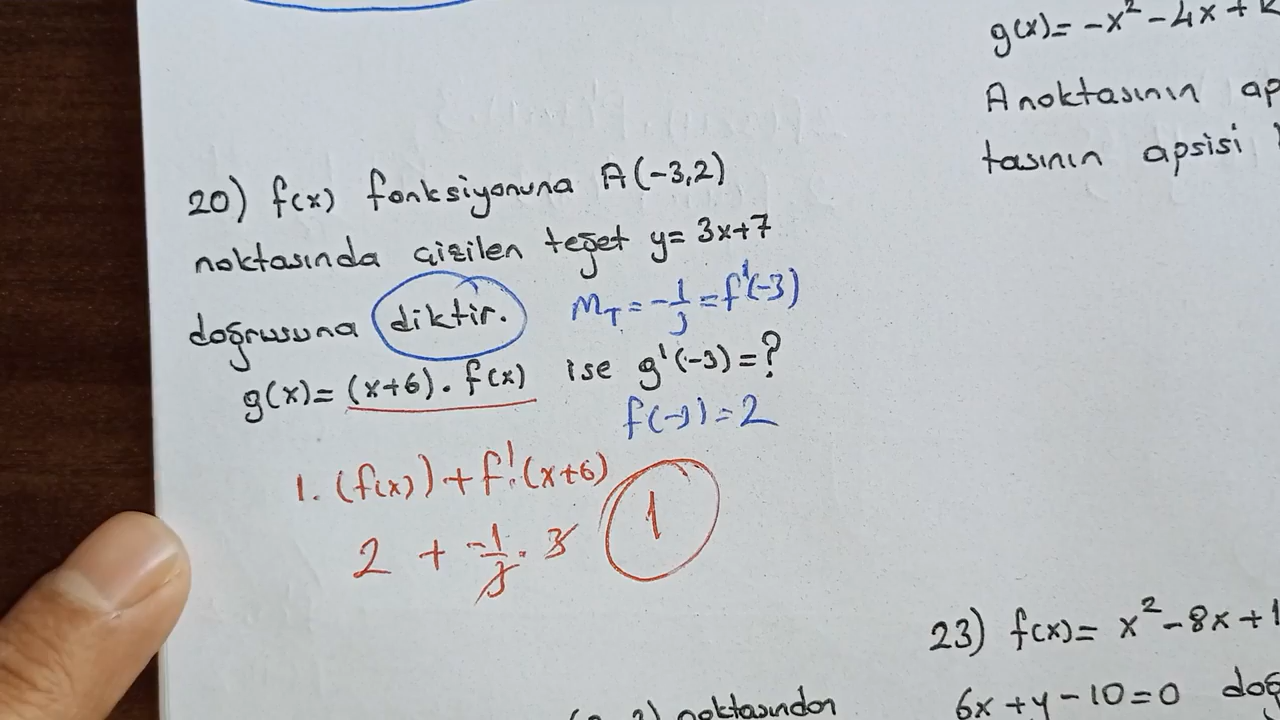 20) f(x) fonksiyonuna A(-3,2)
noktasında çizilen teğet y= 3x+7
doğrusuna diktir. m_T = -1/3 = f'(-3)
g(x)= (x+6). f(x) ise g'(-3)=?
f(-3)=2
1. (f(x)) + f'.(x+6)
2 + -1/3 . 3
1
g(x)= -x² -4x +k
A noktasının ap
tasının apsisi
23) f(x)= x² -8x +1
6x+y-10=0 doğ
noktasından